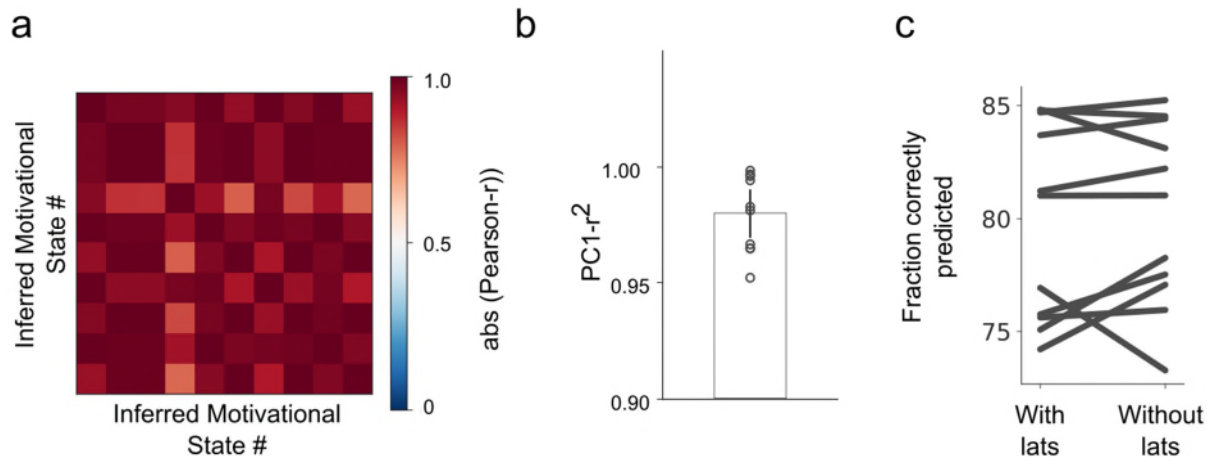 a
Inferred Motivational
State #
Inferred Motivational
State #
1.0
0.5
0
abs (Pearson-r))
b
PC1-r²
1.00
0.95
0.90
c
Fraction correctly
predicted
85
80
75
With
lats
Without
lats